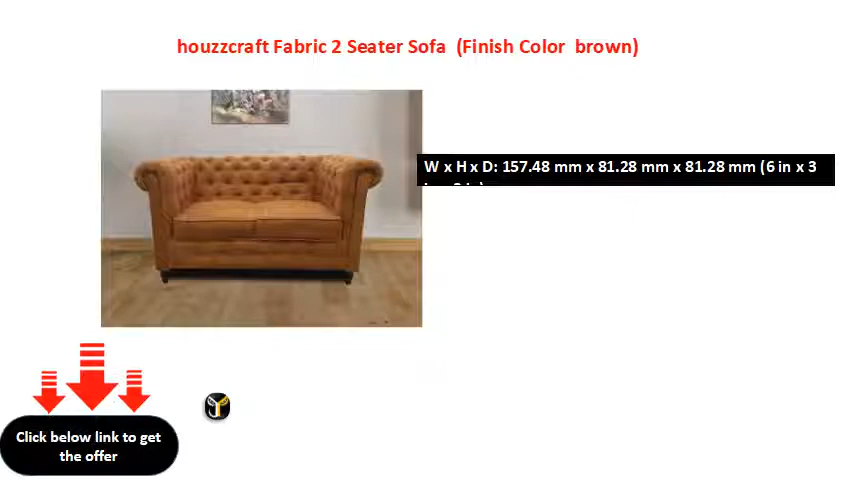 houzzcraft Fabric 2 Seater Sofa (Finish Color brown)
W x H x D: 157.48 mm x 81.28 mm x 81.28 mm (6 in x 3
Click below link to get
the offer